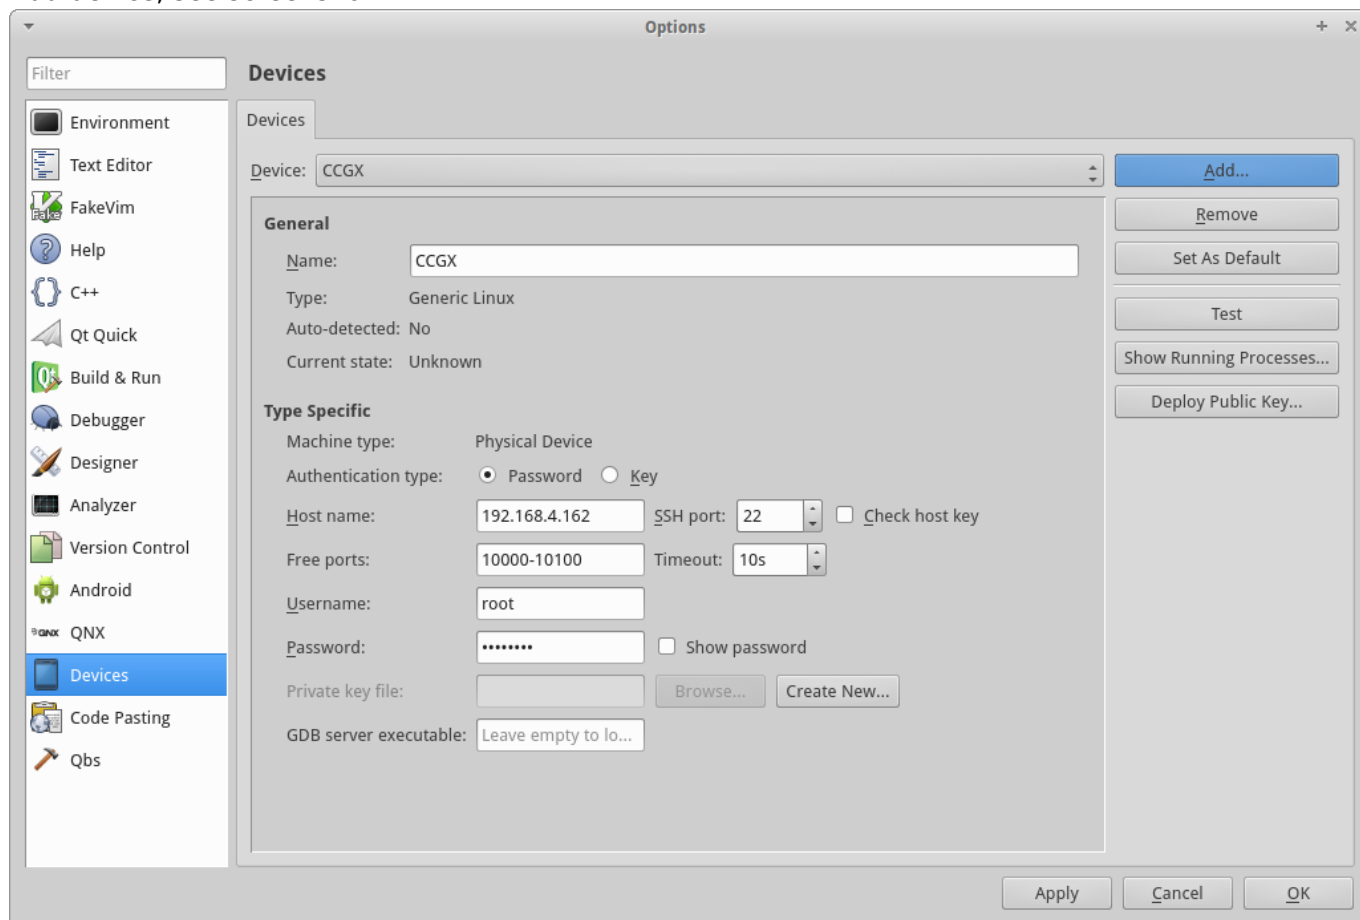 Options
Filter
Devices
Environment
Text Editor
FakeVim
Help
C++
Qt Quick
Build & Run
Debugger
Designer
Analyzer
Version Control
Android
QNX
Devices
Code Pasting
Qbs
Devices
Device: CCGX
General
Name: CCGX
Type: Generic Linux
Auto-detected: No
Current state: Unknown
Type Specific
Machine type: Physical Device
Authentication type: Password Key
Host name: 192.168.4.162 SSH port: 22 Check host key
Free ports: 10000-10100 Timeout: 10s
Username: root
Password: •••••••• Show password
Private key file: Browse... Create New...
GDB server executable: Leave empty to lo...
Add...
Remove
Set As Default
Test
Show Running Processes...
Deploy Public Key...
Apply Cancel OK